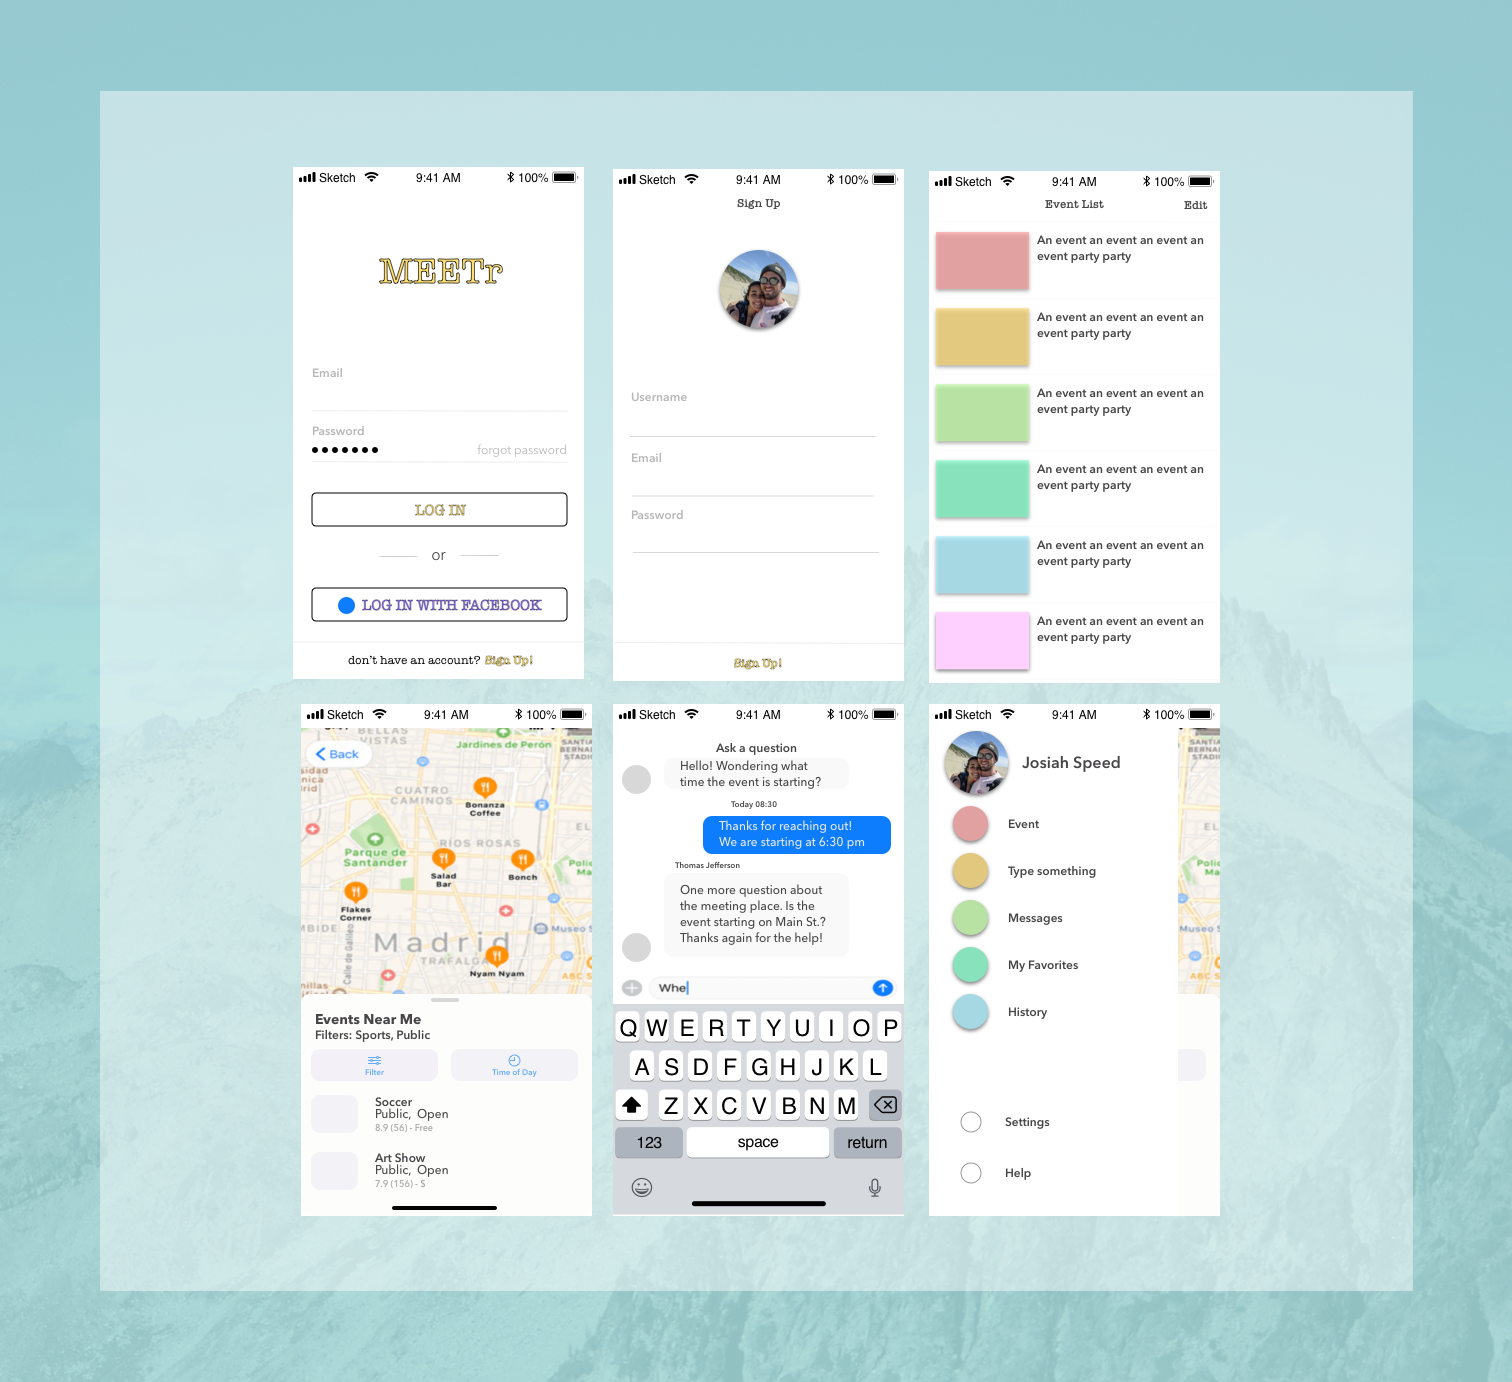 Sketch 9:41 AM 100%
MEETr
Email
Password
forgot password
LOG IN
or
LOG IN WITH FACEBOOK
don't have an account? Sign Up!
Sketch 9:41 AM 100%
Sign Up
Username
Email
Password
Sign Up!
Sketch 9:41 AM 100%
Event List Edit
An event an event an event an
event party party
An event an event an event an
event party party
An event an event an event an
event party party
An event an event an event an
event party party
An event an event an event an
event party party
An event an event an event an
event party party
Sketch 9:41 AM 100%
BELLAS
VISTAS
Jardines de Perón
Back
CUATRO
CAMINOS
Bonanza
Coffee
RÍOS ROSAS
Parque de
Santander
Salad
Bar
Bonch
Flakes
Corner
Calle de Galileo
Museo S
Madrid
TRAFALGA
Nyam Nyam
ABC S
Events Near Me
Filters: Sports, Public
Filter
Time of Day
Soccer
Public, Open
8.9 (56) - Free
Art Show
Public, Open
7.9 (156) - $
Sketch 9:41 AM 100%
Ask a question
Hello! Wondering what
time the event is starting?
Today 08:30
Thanks for reaching out!
We are starting at 6:30 pm
Thomas Jefferson
One more question about
the meeting place. Is the
event starting on Main St.?
Thanks again for the help!
Whe
Q W E R T Y U I O P
A S D F G H J K L
Z X C V B N M
123 space return
Sketch 9:41 AM 100%
Josiah Speed
Event
Type something
Messages
My Favorites
History
Settings
Help